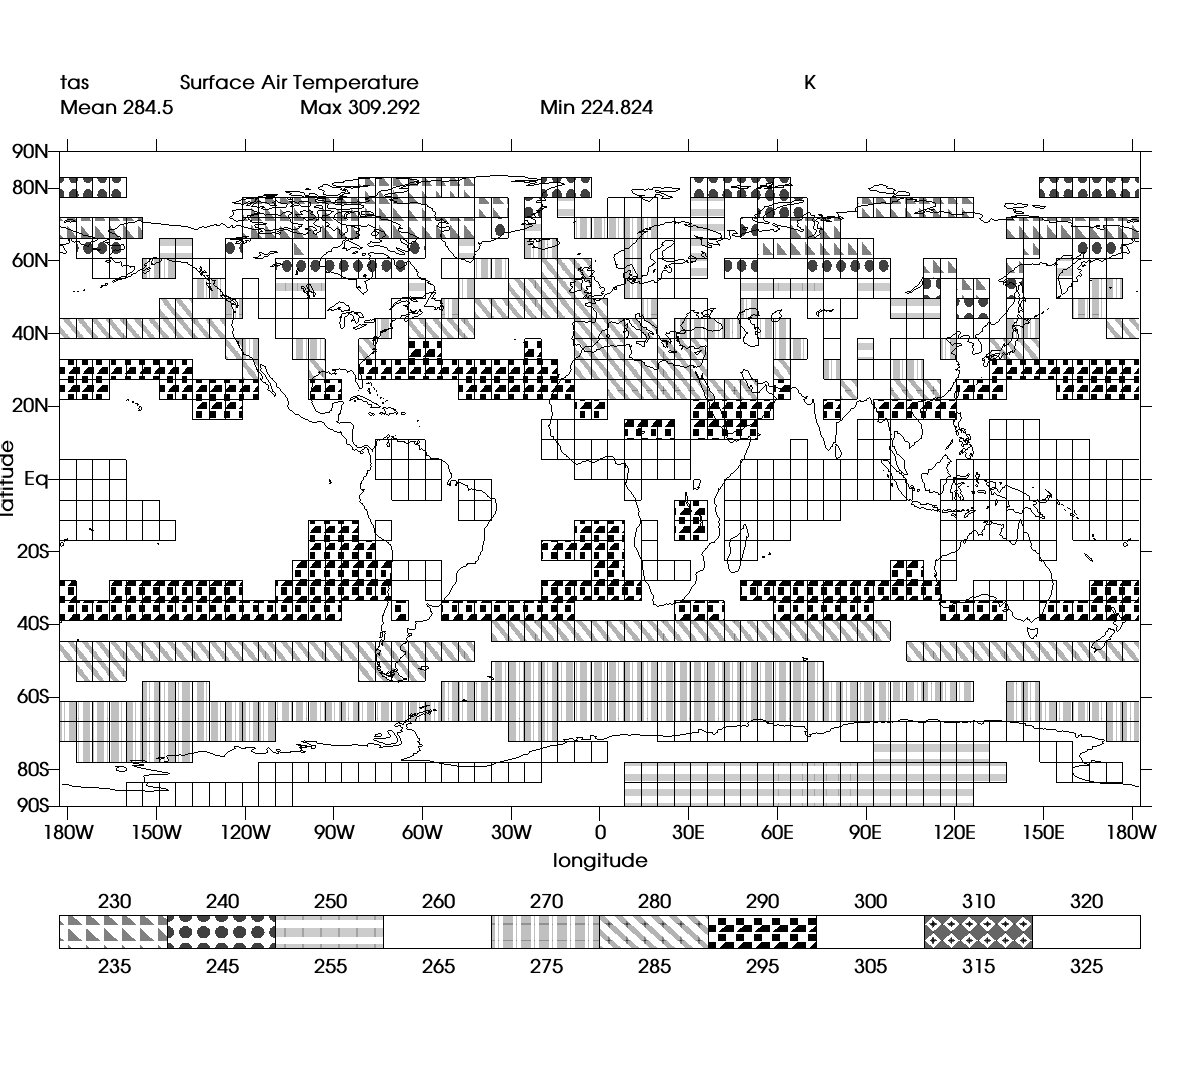 tas Surface Air Temperature K
Mean 284.5 Max 309.292 Min 224.824
90N
80N
60N
40N
20N
Eq
20S
40S
60S
80S
90S
latitude
180W 150W 120W 90W 60W 30W 0 30E 60E 90E 120E 150E 180W
longitude
230 240 250 260 270 280 290 300 310 320
235 245 255 265 275 285 295 305 315 325